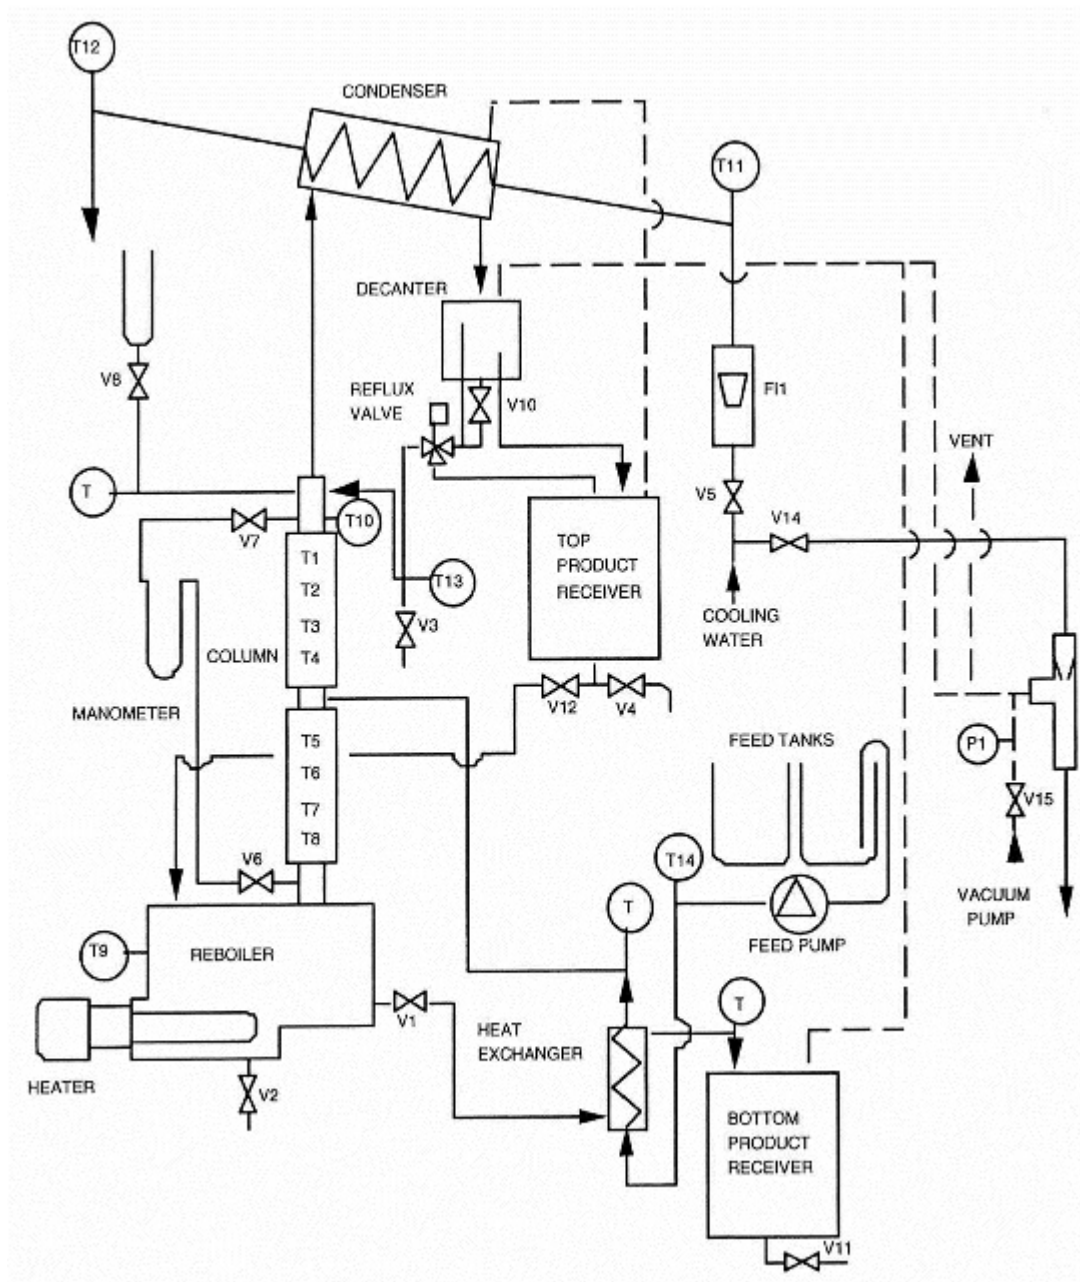 T12
CONDENSER
T11
DECANTER
V8
REFLUX
VALVE
V10
FI1
VENT
V5
V14
T
T10
V7
T1
T2
T3
T4
T13
TOP
PRODUCT
RECEIVER
COOLING
WATER
V3
COLUMN
MANOMETER
V12
V4
T5
T6
T7
T8
FEED TANKS
P1
V15
V6
T14
VACUUM
PUMP
T
FEED PUMP
T9
REBOILER
T
V1
HEAT
EXCHANGER
HEATER
V2
BOTTOM
PRODUCT
RECEIVER
V11